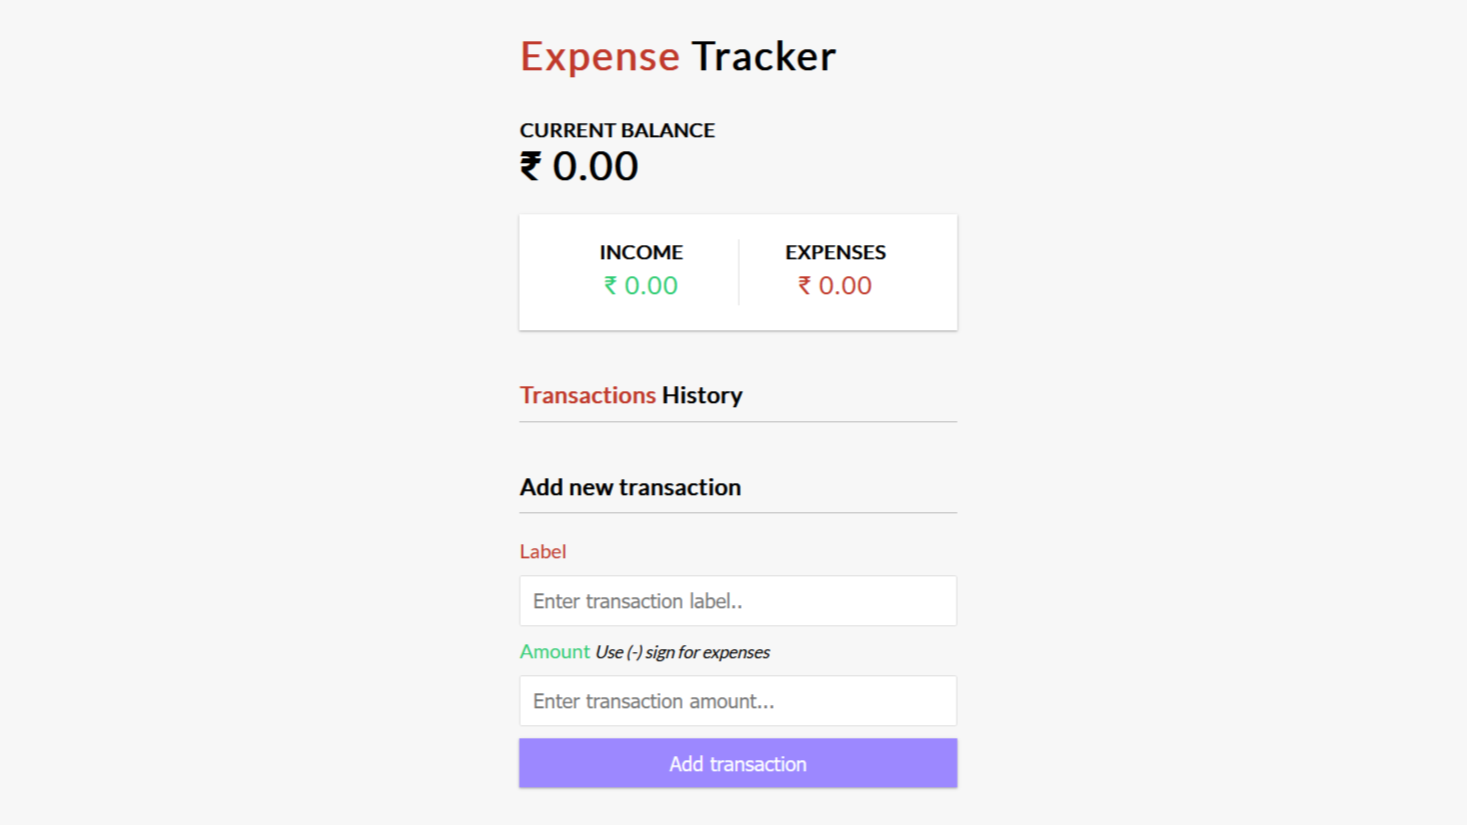 Expense Tracker
CURRENT BALANCE
₹ 0.00
INCOME
₹ 0.00
EXPENSES
₹ 0.00
Transactions History
Add new transaction
Label
Enter transaction label..
Amount Use (-) sign for expenses
Enter transaction amount...
Add transaction